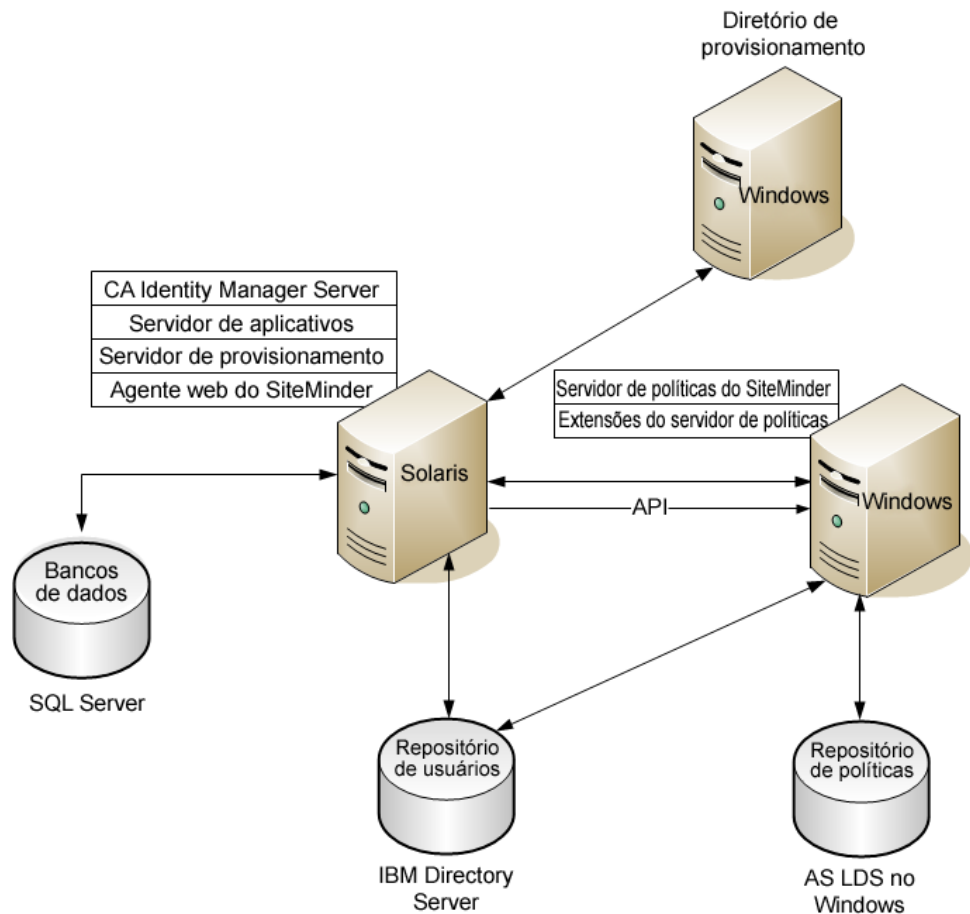 Diretório de
provisionamento
Windows
CA Identity Manager Server
Servidor de aplicativos
Servidor de provisionamento
Agente web do SiteMinder
Servidor de políticas do SiteMinder
Extensões do servidor de políticas
Solaris
API
Windows
Bancos
de dados
SQL Server
Repositório
de usuários
IBM Directory
Server
Repositório
de políticas
AS LDS no
Windows